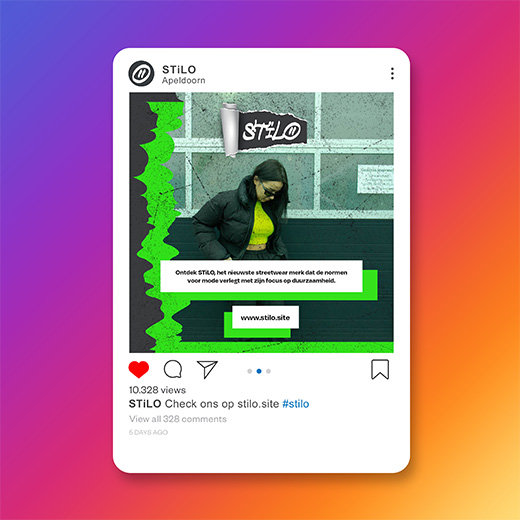 STiLO
Apeldoorn
STiLO
Ontdek STiLO, het nieuwste streetwear merk dat de normen
voor mode verlegt met zijn focus op duurzaamheid.
www.stilo.site
10.328 views
STiLO Check ons op stilo.site #stilo
View all 328 comments
5 DAYS AGO